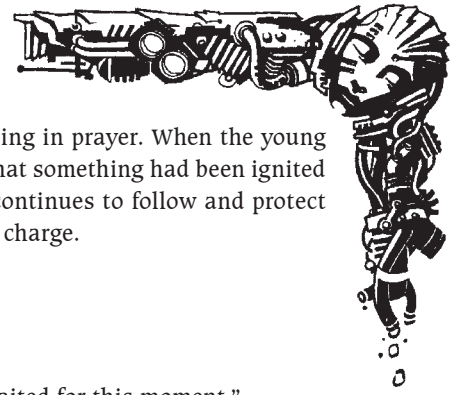 ing in prayer. When the young
hat something had been ignited
continues to follow and protect
charge.
aited for this moment.”